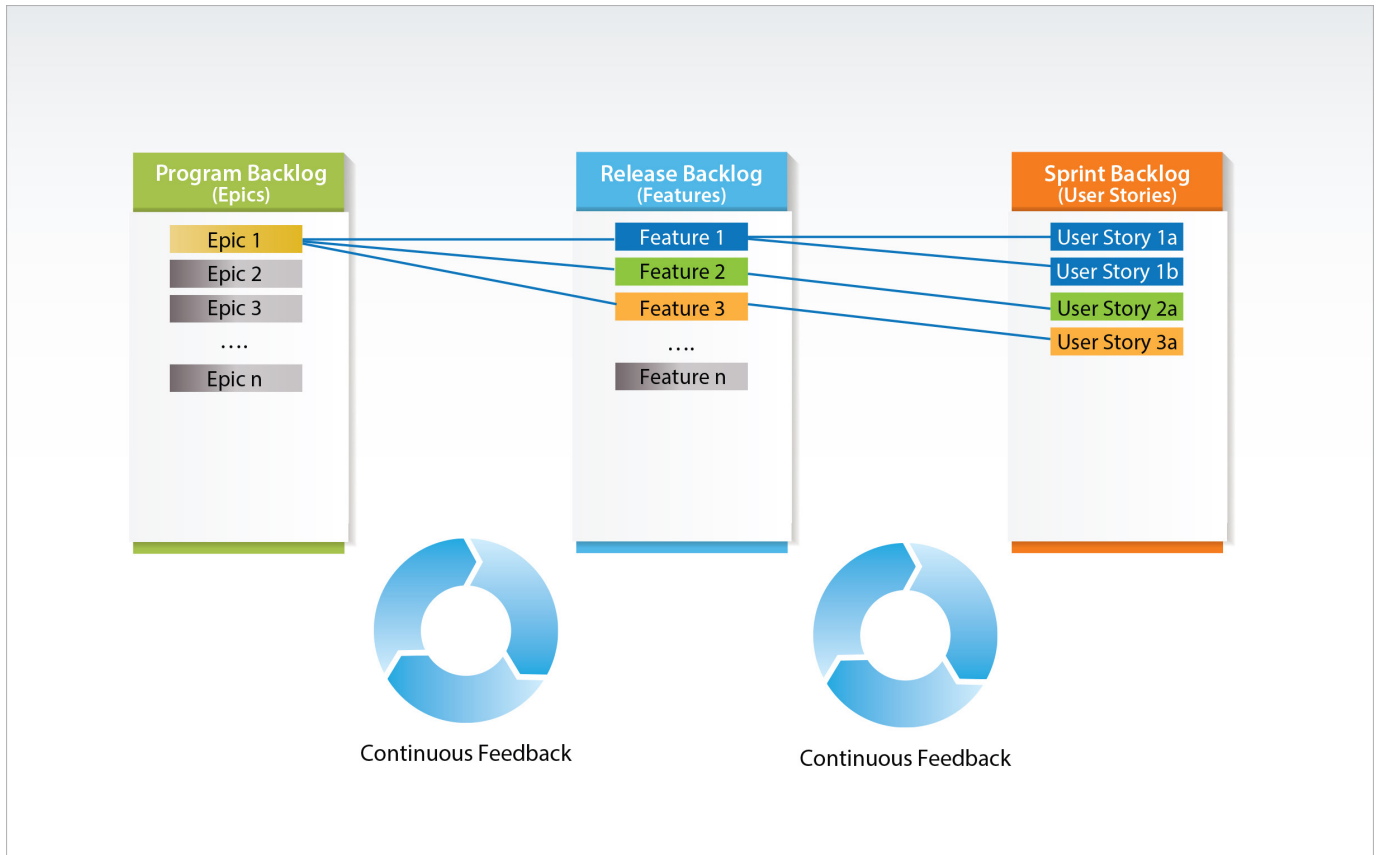 Program Backlog
(Epics)
Epic 1
Epic 2
Epic 3
....
Epic n
Release Backlog
(Features)
Feature 1
Feature 2
Feature 3
....
Feature n
Sprint Backlog
(User Stories)
User Story 1a
User Story 1b
User Story 2a
User Story 3a
Continuous Feedback
Continuous Feedback